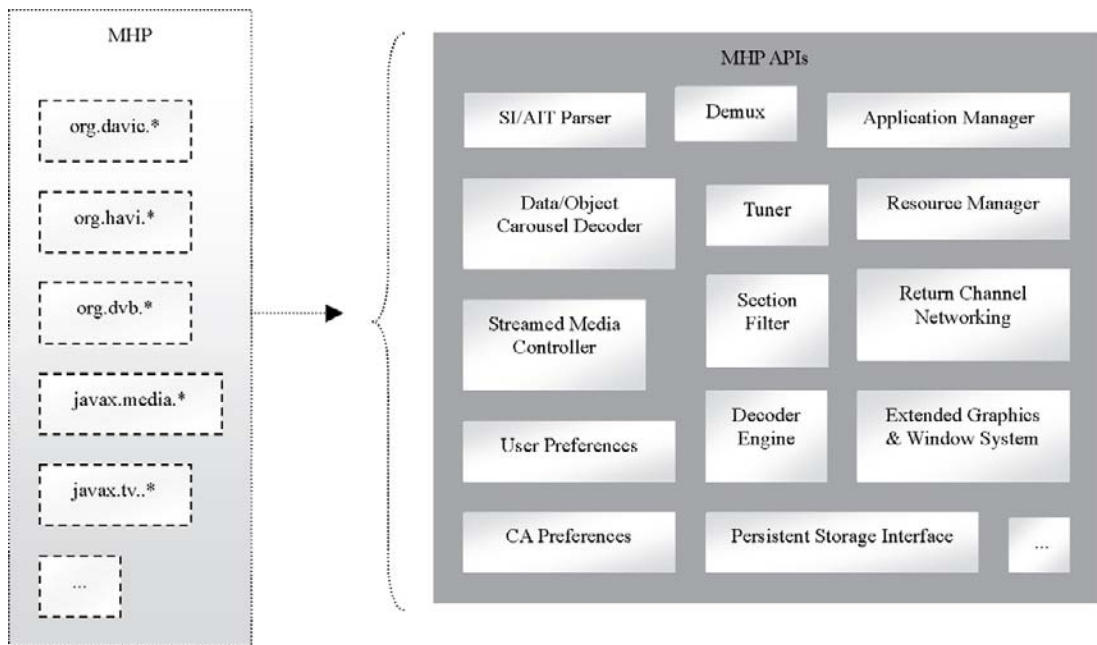 MHP
org.davic.*
org.havi.*
org.dvb.*
javax.media.*
javax.tv..*
...
MHP APIs
SI/AIT Parser
Demux
Application Manager
Data/Object
Carousel Decoder
Tuner
Resource Manager
Streamed Media
Controller
Section
Filter
Return Channel
Networking
User Preferences
Decoder
Engine
Extended Graphics
& Window System
CA Preferences
Persistent Storage Interface
...